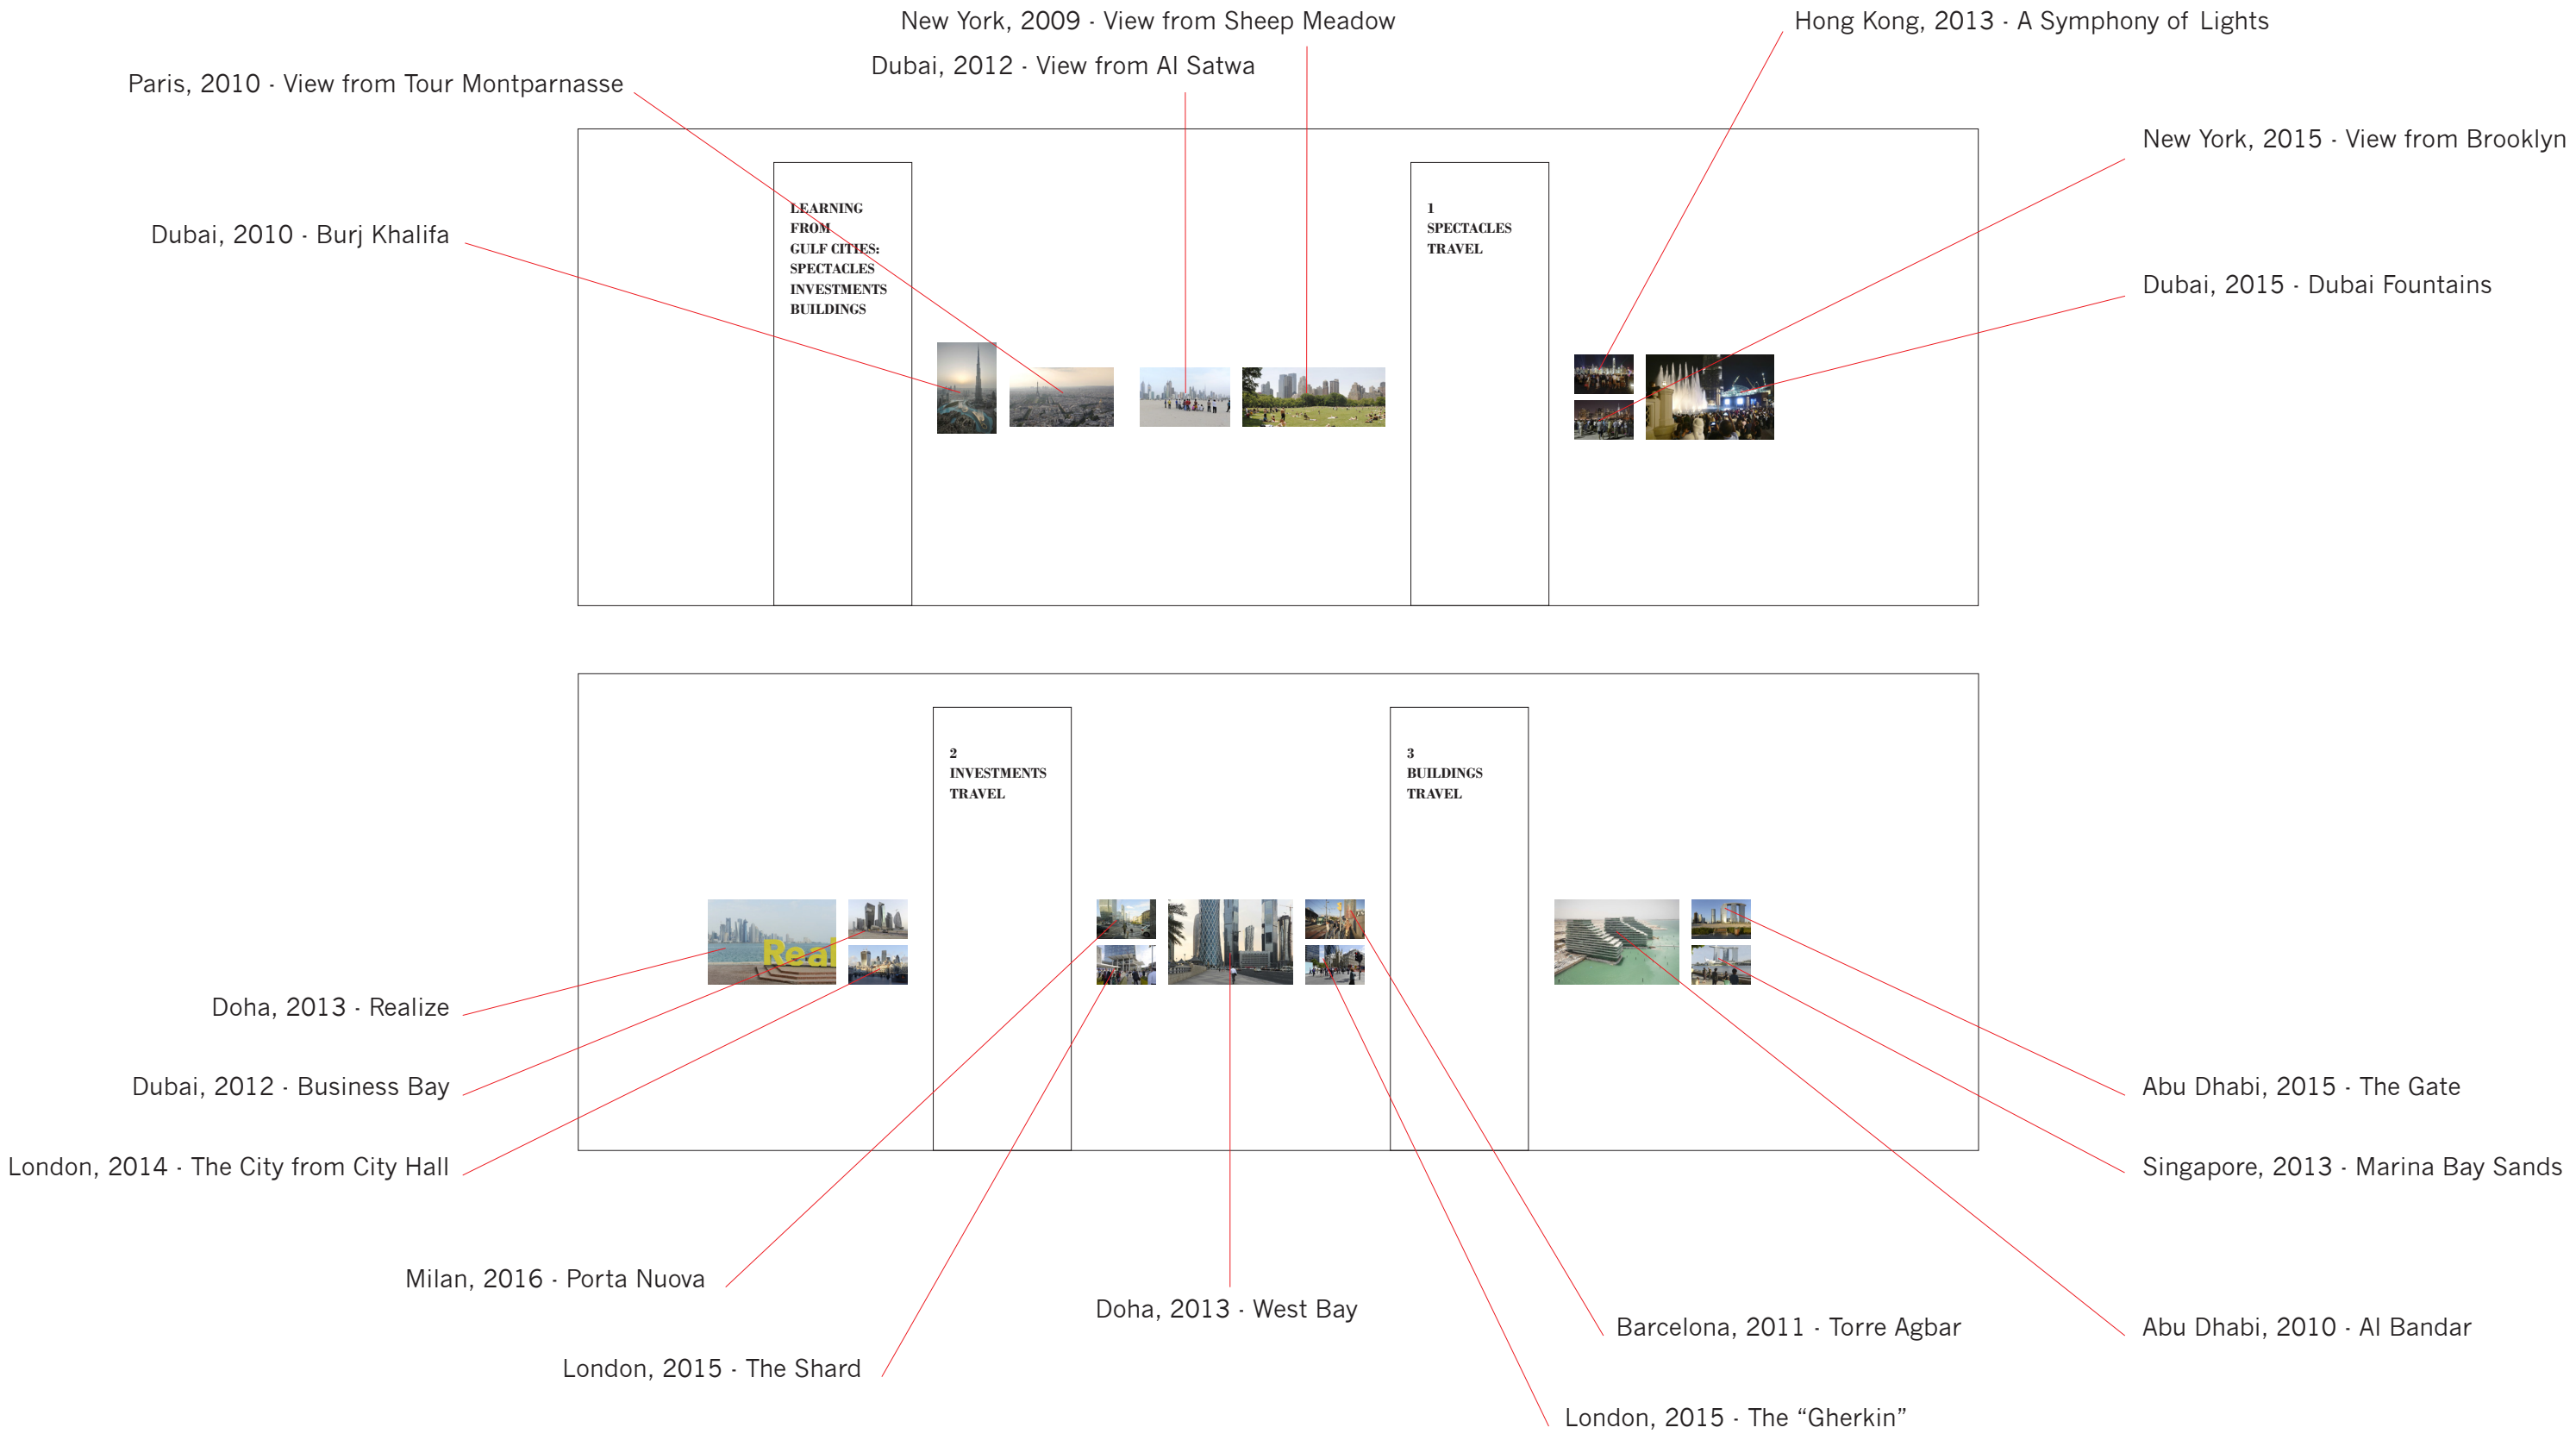 New York, 2009 · View from Sheep Meadow
Hong Kong, 2013 · A Symphony of Lights
Dubai, 2012 · View from Al Satwa
Paris, 2010 · View from Tour Montparnasse
New York, 2015 · View from Brooklyn
Dubai, 2010 · Burj Khalifa
Dubai, 2015 · Dubai Fountains
LEARNING
FROM
GULF CITIES:
SPECTACLES
INVESTMENTS
BUILDINGS
1
SPECTACLES
TRAVEL
2
INVESTMENTS
TRAVEL
3
BUILDINGS
TRAVEL
Real
Doha, 2013 · Realize
Dubai, 2012 · Business Bay
London, 2014 · The City from City Hall
Abu Dhabi, 2015 · The Gate
Singapore, 2013 · Marina Bay Sands
Milan, 2016 · Porta Nuova
Doha, 2013 · West Bay
Barcelona, 2011 · Torre Agbar
Abu Dhabi, 2010 · Al Bandar
London, 2015 · The Shard
London, 2015 · The “Gherkin”